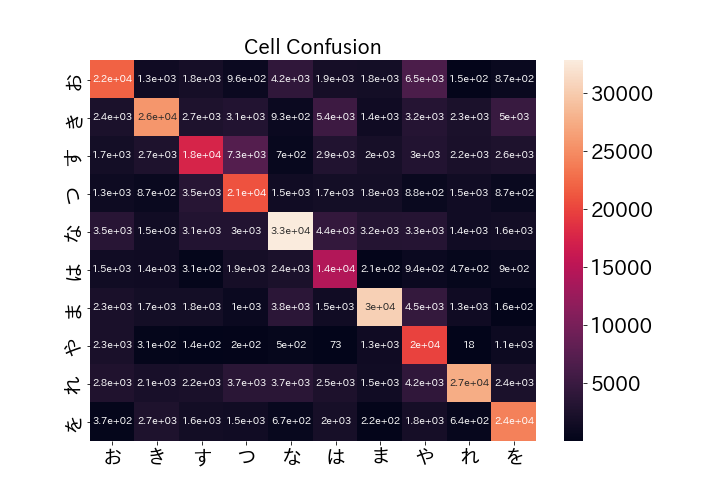 Cell Confusion
お 2.2e+04 1.3e+03 1.8e+03 9.6e+02 4.2e+03 1.9e+03 1.8e+03 6.5e+03 1.5e+02 8.7e+02
き 2.4e+03 2.6e+04 2.7e+03 3.1e+03 9.3e+02 5.4e+03 1.4e+03 3.2e+03 2.3e+03 5e+03
す 1.7e+03 2.7e+03 1.8e+04 7.3e+03 7e+02 2.9e+03 2e+03 3e+03 2.2e+03 2.6e+03
つ 1.3e+03 8.7e+02 3.5e+03 2.1e+04 1.5e+03 1.7e+03 1.8e+03 8.8e+02 1.5e+03 8.7e+02
な 3.5e+03 1.5e+03 3.1e+03 3e+03 3.3e+04 4.4e+03 3.2e+03 3.3e+03 1.4e+03 1.6e+03
は 1.5e+03 1.4e+03 3.1e+02 1.9e+03 2.4e+03 1.4e+04 2.1e+02 9.4e+02 4.7e+02 9e+02
ま 2.3e+03 1.7e+03 1.8e+03 1e+03 3.8e+03 1.5e+03 3e+04 4.5e+03 1.3e+03 1.6e+02
や 2.3e+03 3.1e+02 1.4e+02 2e+02 5e+02 73 1.3e+03 2e+04 18 1.1e+03
れ 2.8e+03 2.1e+03 2.2e+03 3.7e+03 3.7e+03 2.5e+03 1.5e+03 4.2e+03 2.7e+04 2.4e+03
を 3.7e+02 2.7e+03 1.6e+03 1.5e+03 6.7e+02 2e+03 2.2e+02 1.8e+03 6.4e+02 2.4e+04
お き す つ な は ま や れ を
30000
25000
20000
15000
10000
5000